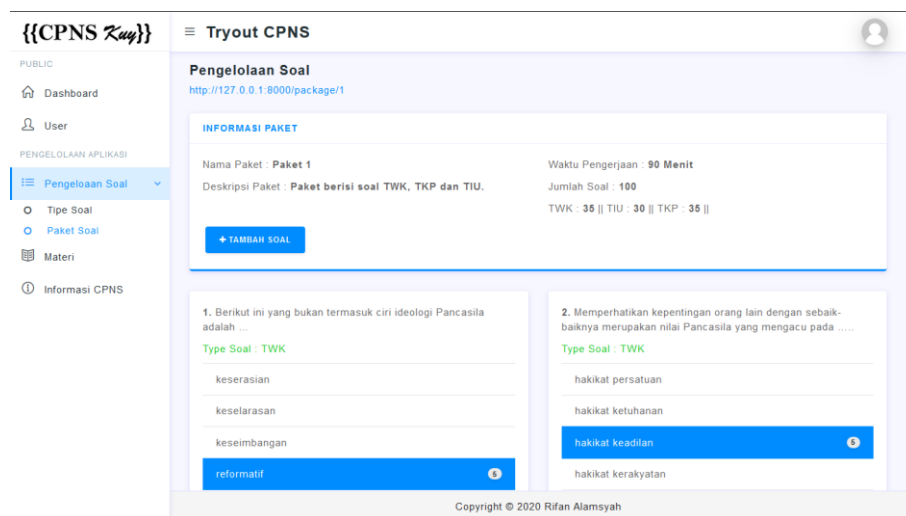 {{CPNS Kuy}}
Tryout CPNS
PUBLIC
Dashboard
User
PENGELOLAAN APLIKASI
Pengeloaan Soal
Tipe Soal
Paket Soal
Materi
Informasi CPNS
Pengelolaan Soal
http://127.0.0.1:8000/package/1
INFORMASI PAKET
Nama Paket : Paket 1
Deskripsi Paket : Paket berisi soal TWK, TKP dan TIU.
Waktu Pengerjaan : 90 Menit
Jumlah Soal : 100
TWK : 35 || TIU : 30 || TKP : 35 ||
+ TAMBAH SOAL
1. Berikut ini yang bukan termasuk ciri ideologi Pancasila
adalah ...
Type Soal : TWK
keserasian
keselarasan
keseimbangan
reformatif 5
2. Memperhatikan kepentingan orang lain dengan sebaik-
baiknya merupakan nilai Pancasila yang mengacu pada .....
Type Soal : TWK
hakikat persatuan
hakikat ketuhanan
hakikat keadilan 5
hakikat kerakyatan
Copyright © 2020 Rifan Alamsyah